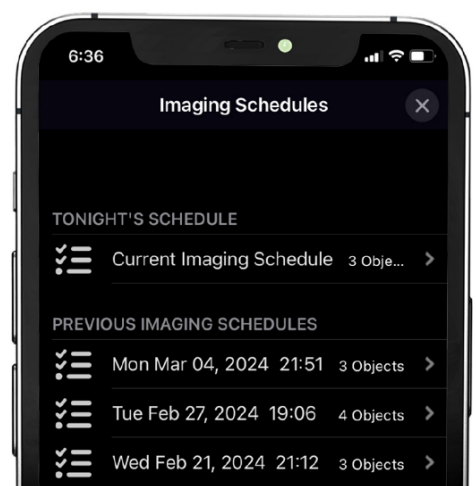 6:36
Imaging Schedules
TONIGHT'S SCHEDULE
Current Imaging Schedule 3 Obje...
PREVIOUS IMAGING SCHEDULES
Mon Mar 04, 2024 21:51 3 Objects
Tue Feb 27, 2024 19:06 4 Objects
Wed Feb 21, 2024 21:12 3 Objects